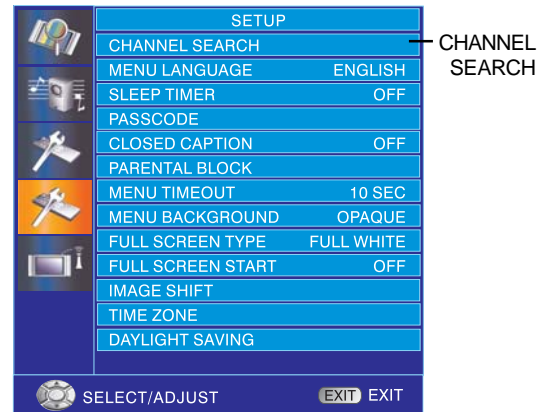 SETUP
CHANNEL SEARCH
MENU LANGUAGE ENGLISH
SLEEP TIMER OFF
PASSCODE
CLOSED CAPTION OFF
PARENTAL BLOCK
MENU TIMEOUT 10 SEC
MENU BACKGROUND OPAQUE
FULL SCREEN TYPE FULL WHITE
FULL SCREEN START OFF
IMAGE SHIFT
TIME ZONE
DAYLIGHT SAVING
SELECT/ADJUST EXIT EXIT
CHANNEL
SEARCH